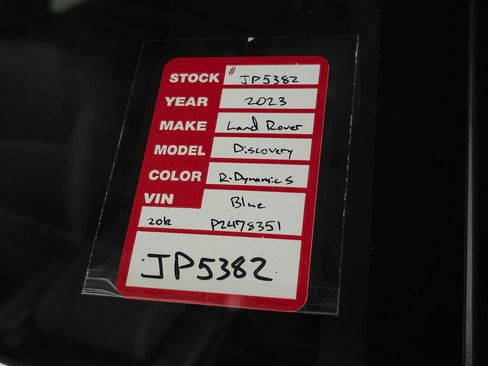 STOCK # JP5382
YEAR 2023
MAKE Land Rover
MODEL Discovery
COLOR R-Dynamic S
VIN Blue
20k P2478351
JP5382